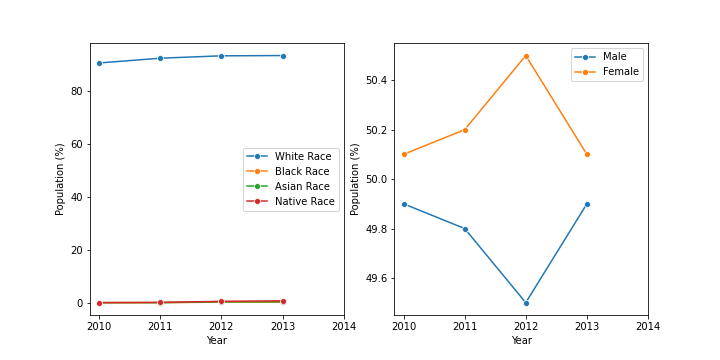 Population (%)
80
60
40
20
0
2010 2011 2012 2013 2014
Year
White Race
Black Race
Asian Race
Native Race
Population (%)
50.4
50.2
50.0
49.8
49.6
2010 2011 2012 2013 2014
Year
Male
Female